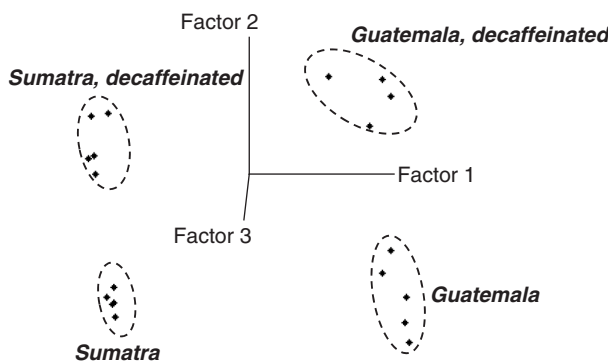 Factor 2
Guatemala, decaffeinated
Sumatra, decaffeinated
Factor 1
Factor 3
Guatemala
Sumatra